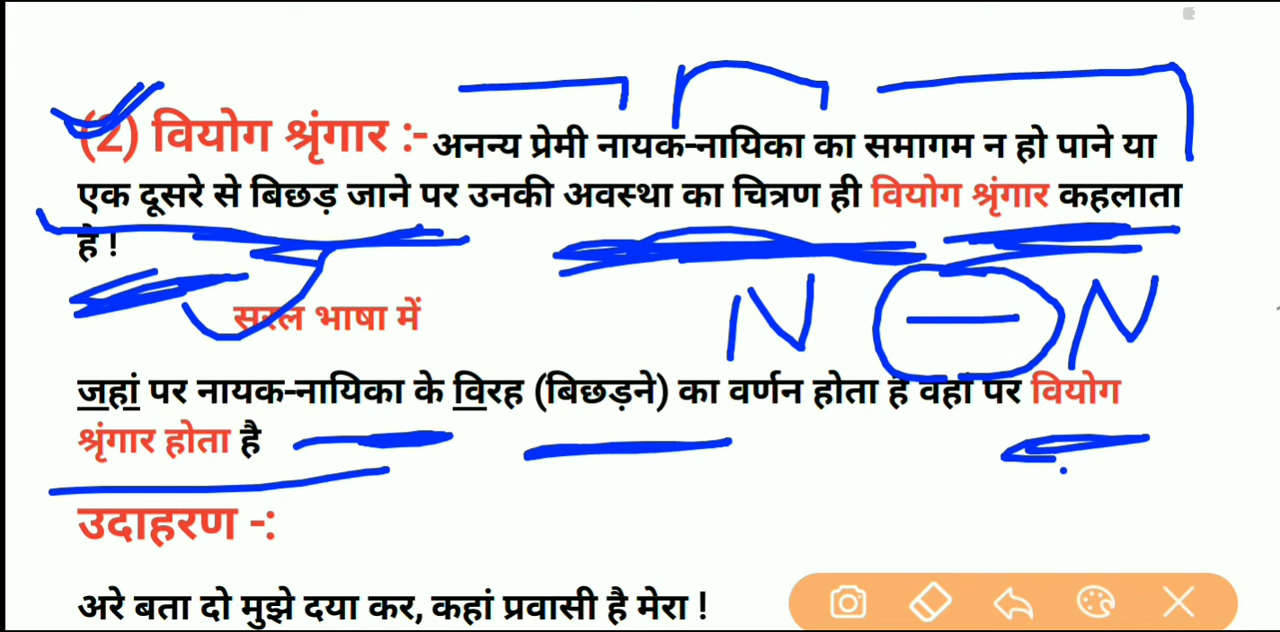 (2) वियोग श्रृंगार :- अनन्य प्रेमी नायक-नायिका का समागम न हो पाने या
एक दूसरे से बिछड़ जाने पर उनकी अवस्था का चित्रण ही वियोग श्रृंगार कहलाता
है !
सरल भाषा में
N — N
जहां पर नायक-नायिका के विरह (बिछड़ने) का वर्णन होता है वहां पर वियोग
श्रृंगार होता है
उदाहरण -:
अरे बता दो मुझे दया कर, कहां प्रवासी है मेरा !